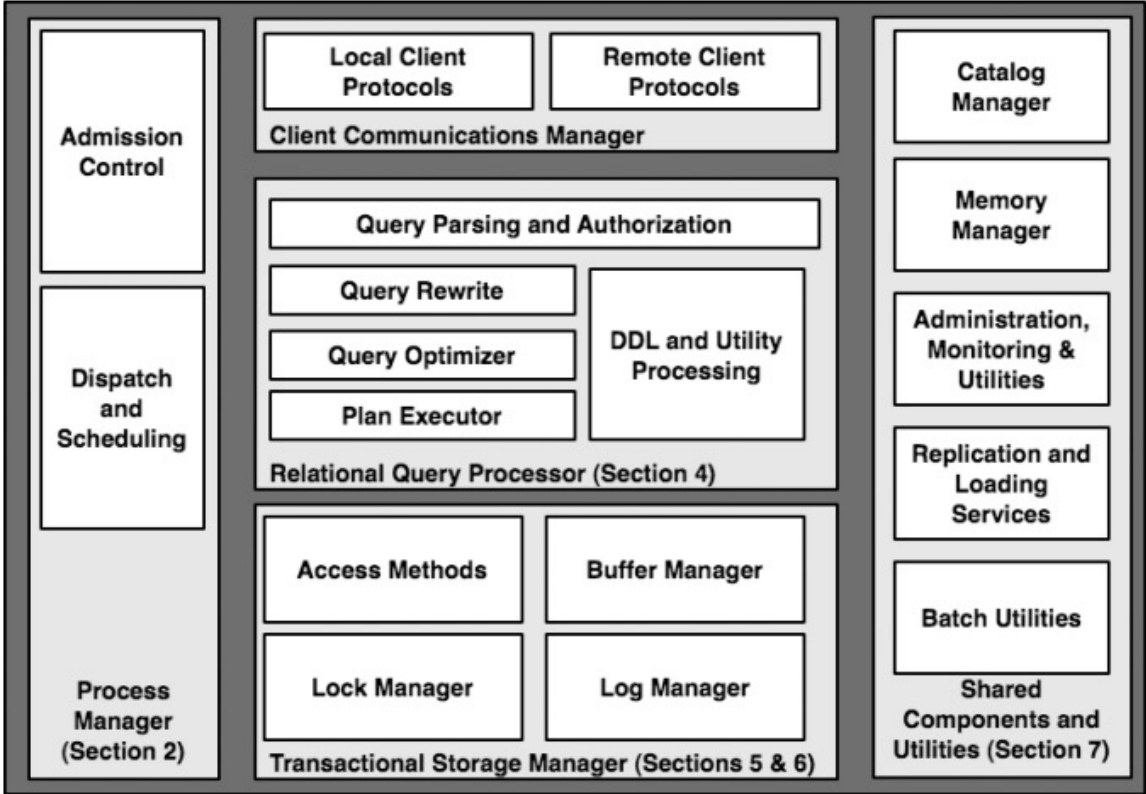 Admission
Control
Dispatch
and
Scheduling
Process
Manager
(Section 2)
Local Client
Protocols
Remote Client
Protocols
Client Communications Manager
Query Parsing and Authorization
Query Rewrite
Query Optimizer
Plan Executor
DDL and Utility
Processing
Relational Query Processor (Section 4)
Access Methods
Buffer Manager
Lock Manager
Log Manager
Transactional Storage Manager (Sections 5 & 6)
Catalog
Manager
Memory
Manager
Administration,
Monitoring &
Utilities
Replication and
Loading
Services
Batch Utilities
Shared
Components and
Utilities (Section 7)